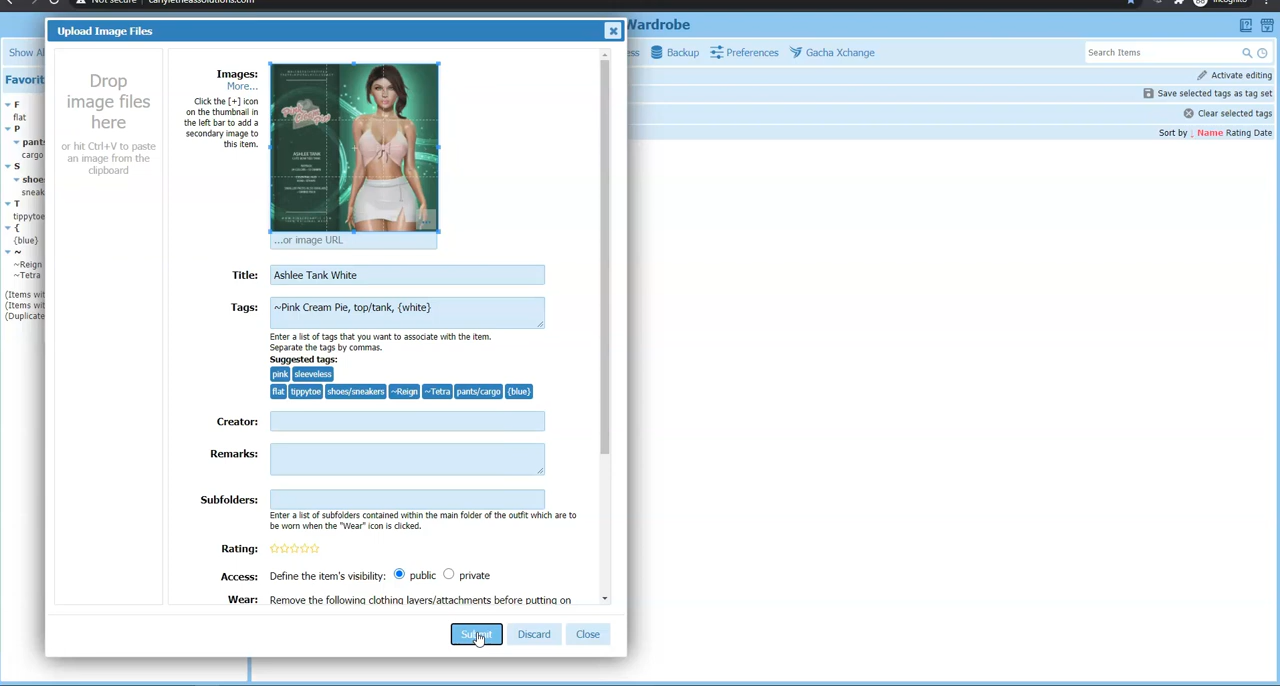 Not secure
carlyletheassolutions.com
Incognito
Upload Image Files
Wardrobe
Show Al
Backup
Preferences
Gacha Xchange
Search Items
Activate editing
Save selected tags as tag set
Clear selected tags
Sort by Name Rating Date
Favorit
F
flat
P
pants
cargo
S
shoe
sneak
T
tippytoe
{
{blue}
~
~Reign
~Tetra
(Items wit
(Items wit
(Duplicate
Drop
image files
here
or hit Ctrl+V to paste
an image from the
clipboard
Images:
More...
Click the [+] icon
on the thumbnail in
the left bar to add a
secondary image to
this item.
ASHLEE TANK
...or image URL
Title: Ashlee Tank White
Tags: ~Pink Cream Pie, top/tank, {white}
Enter a list of tags that you want to associate with the item.
Separate the tags by commas.
Suggested tags:
pink sleeveless
flat tippytoe shoes/sneakers ~Reign ~Tetra pants/cargo {blue}
Creator:
Remarks:
Subfolders:
Enter a list of subfolders contained within the main folder of the outfit which are to
be worn when the "Wear" icon is clicked.
Rating:
Access: Define the item's visibility: public private
Wear: Remove the following clothing layers/attachments before putting on
Submit Discard Close